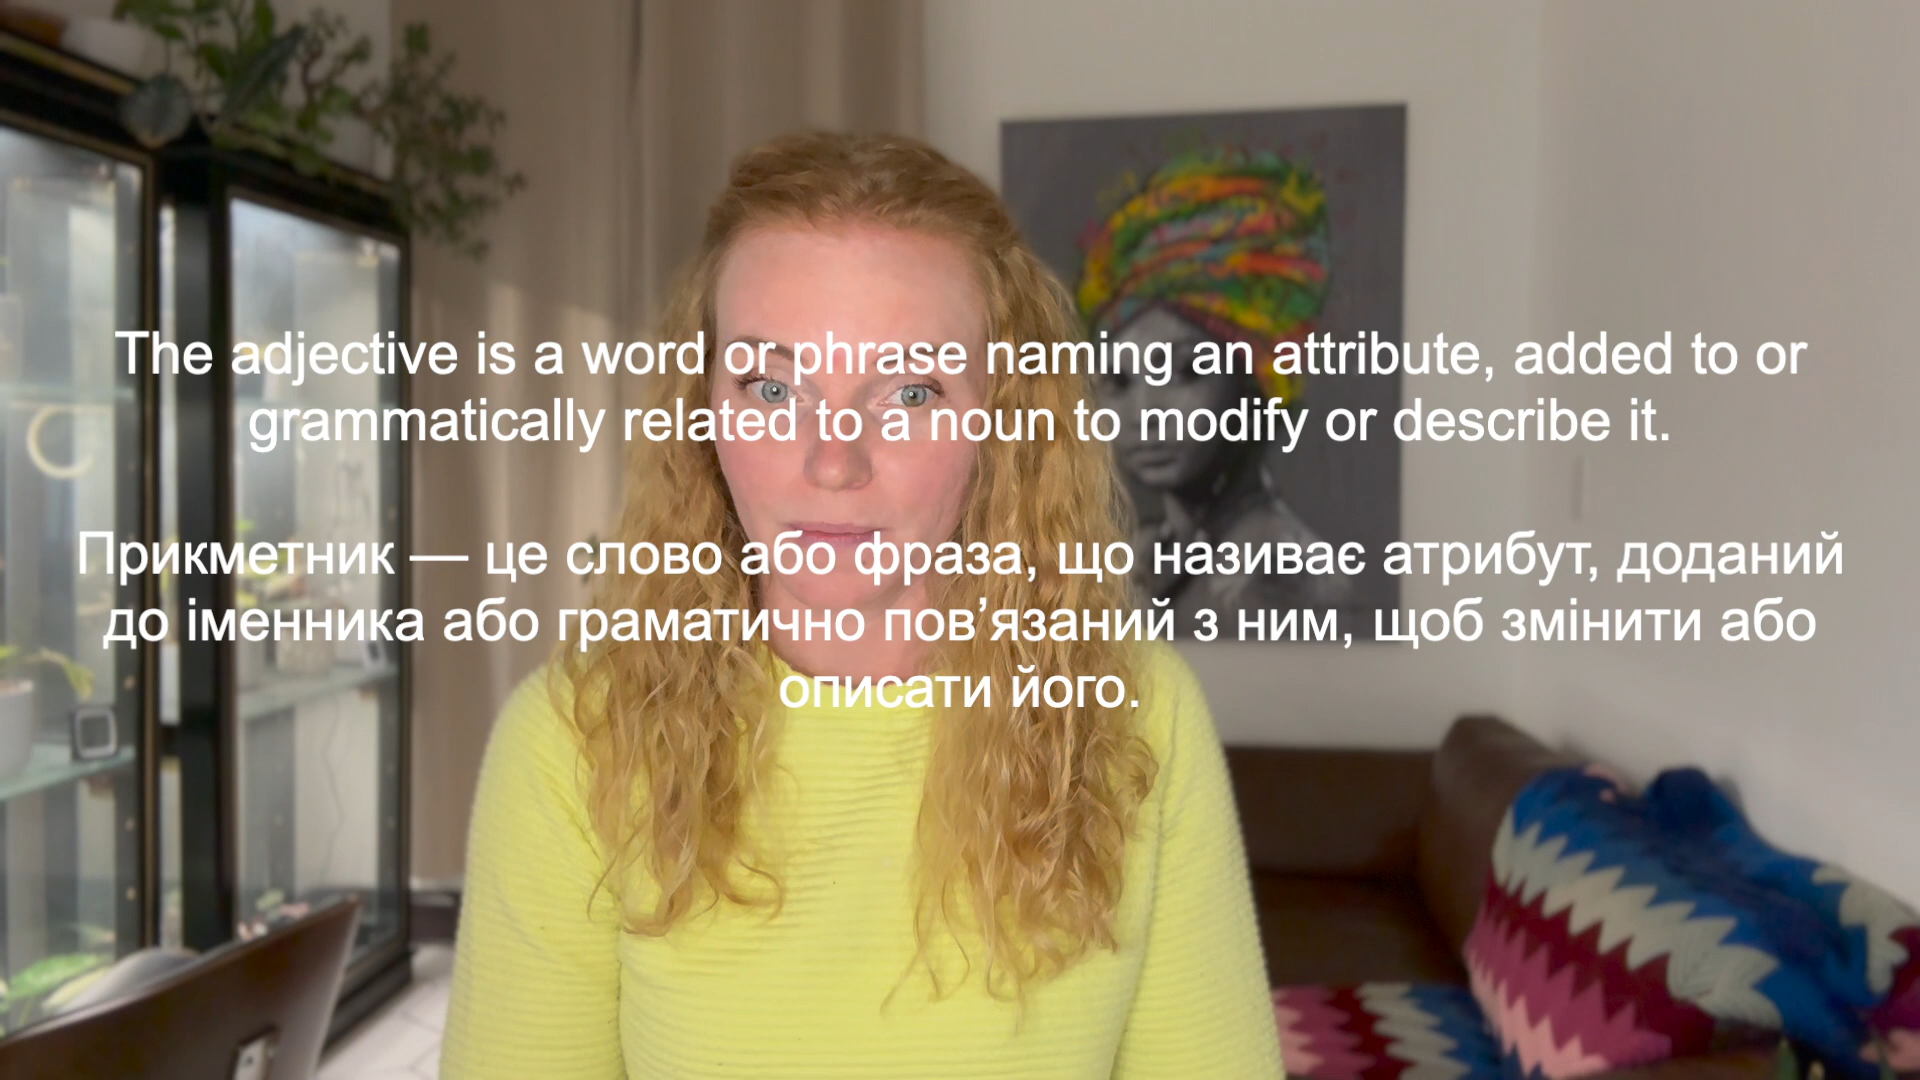 The adjective is a word or phrase naming an attribute, added to or
grammatically related to a noun to modify or describe it.
Прикметник — це слово або фраза, що називає атрибут, доданий
до іменника або граматично пов’язаний з ним, щоб змінити або
описати його.